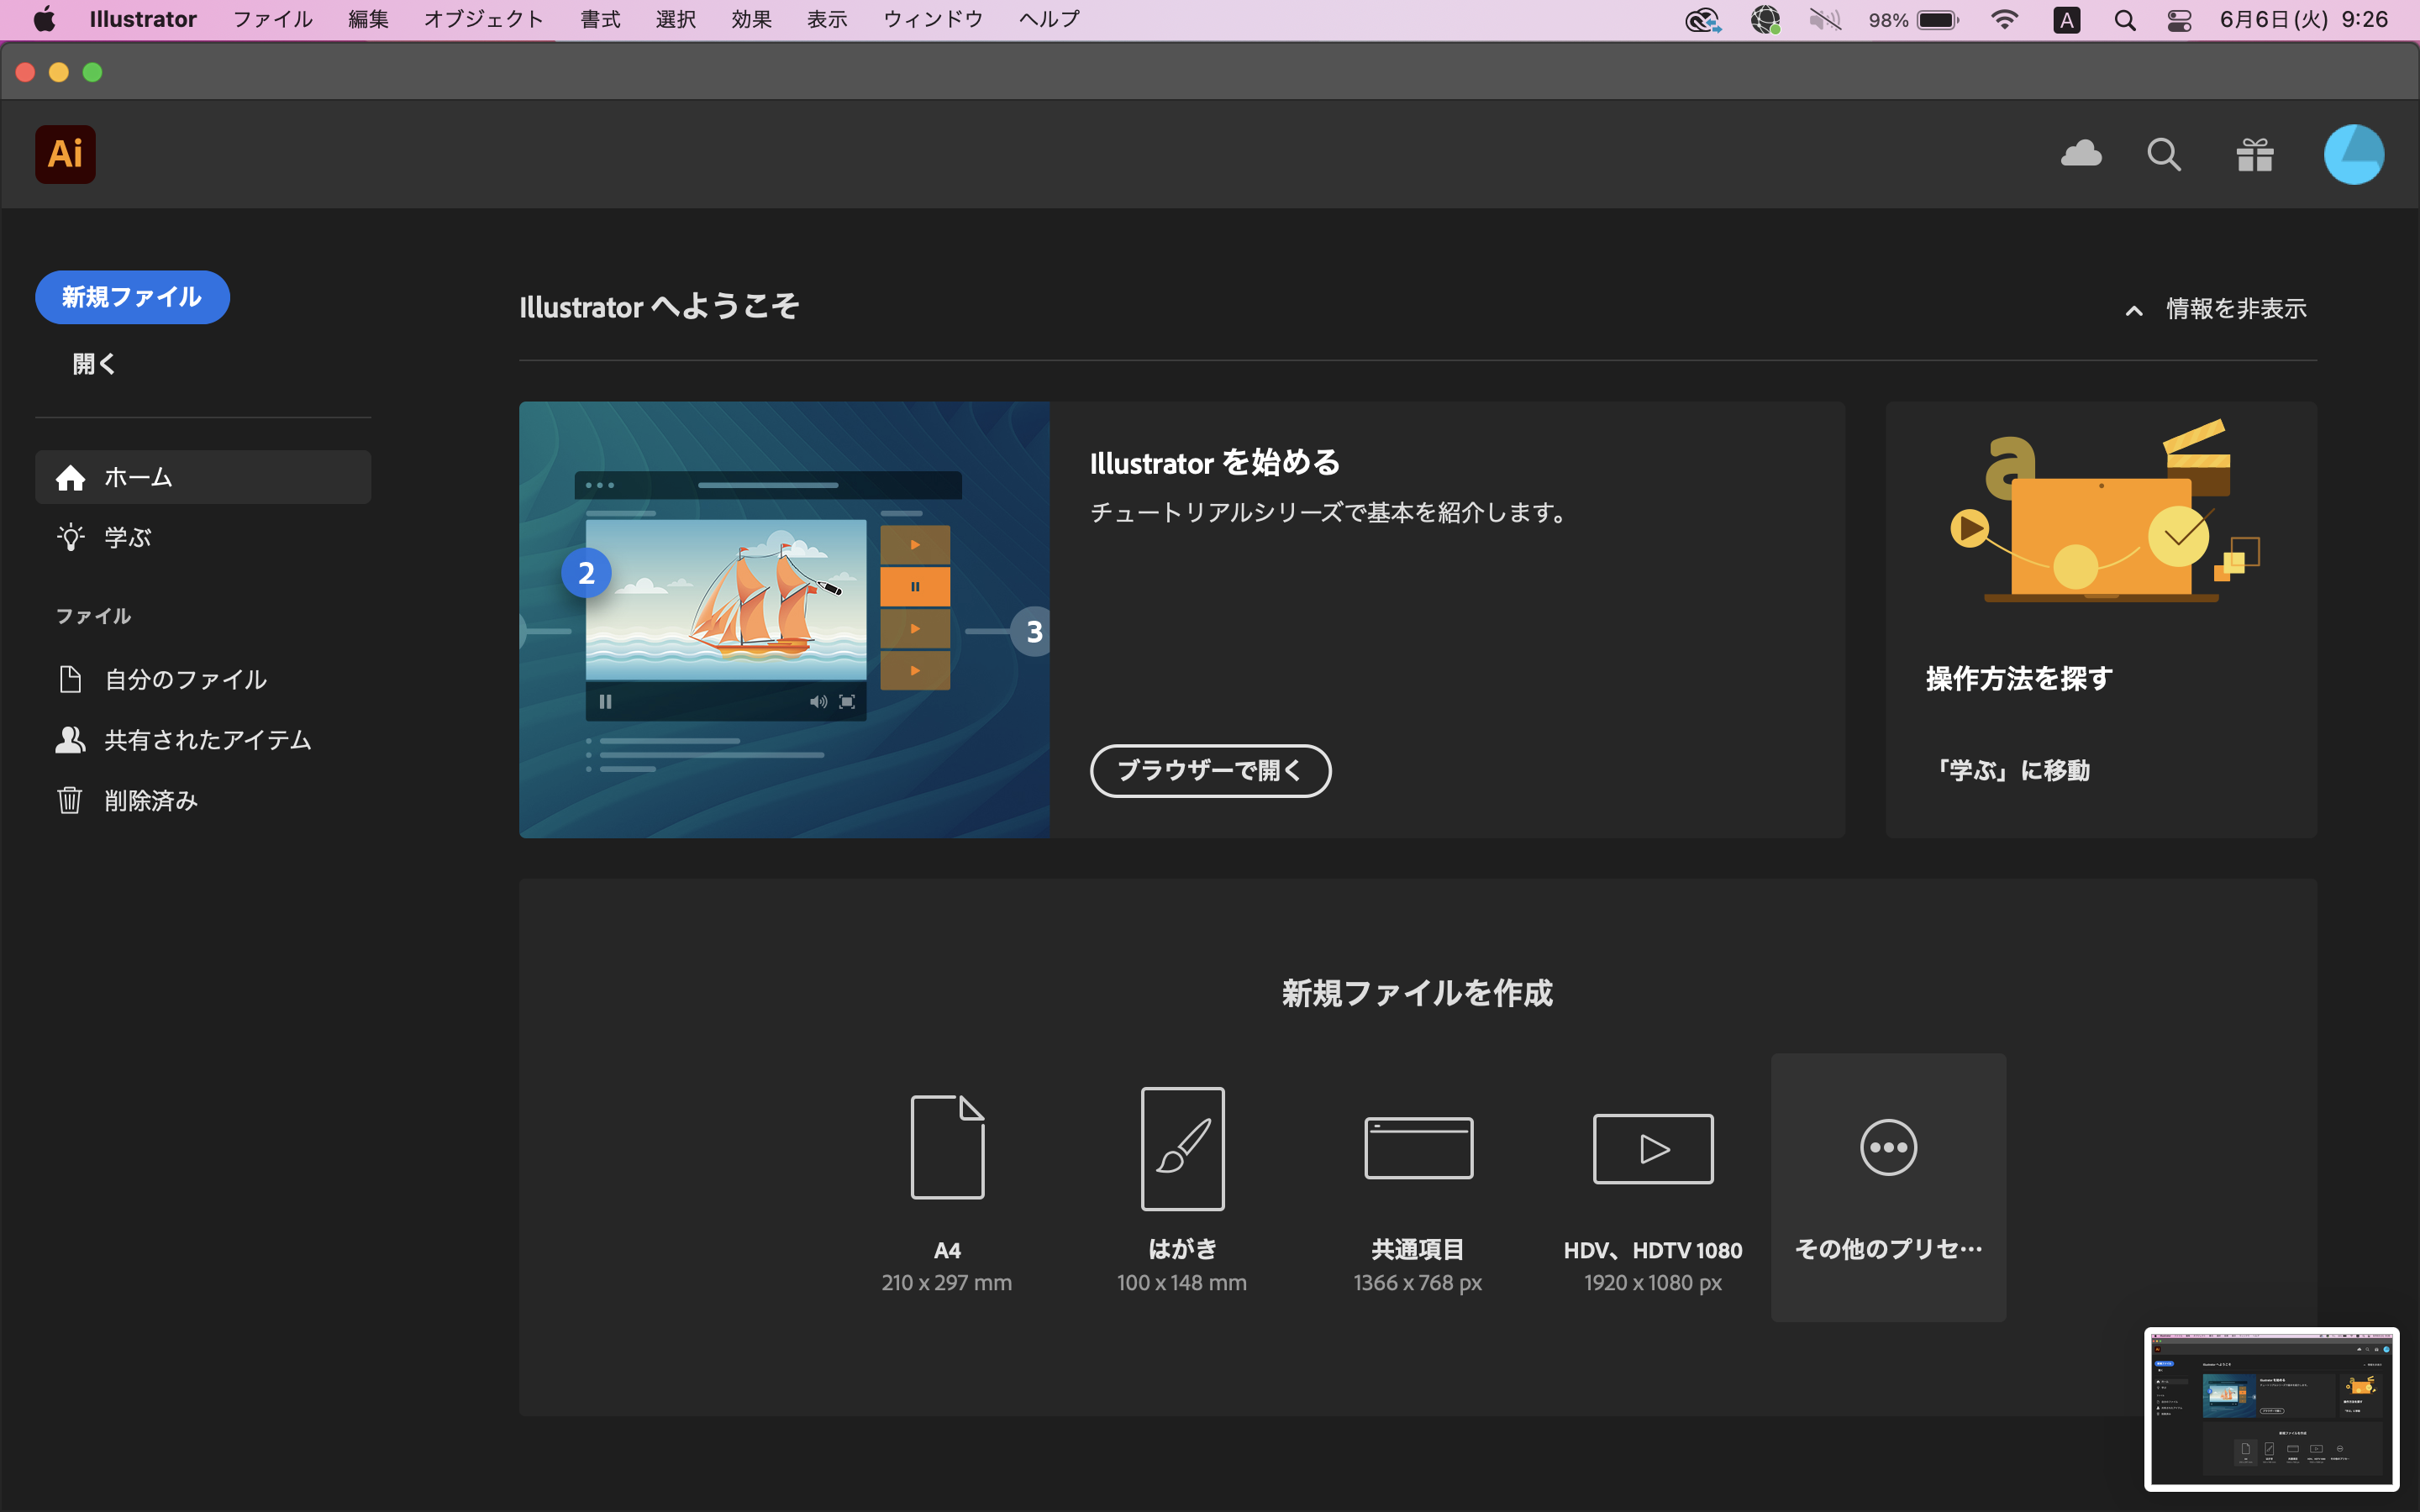 Illustrator ファイル 編集 オブジェクト 書式 選択 効果 表示 ウィンドウ ヘルプ 98% A 6月6日(火) 9:26
Ai
新規ファイル
開く
ホーム
学ぶ
ファイル
自分のファイル
共有されたアイテム
削除済み
Illustrator へようこそ
情報を非表示
2
3
Illustrator を始める
チュートリアルシリーズで基本を紹介します。
ブラウザーで開く
a
操作方法を探す
「学ぶ」に移動
新規ファイルを作成
A4
210 x 297 mm
はがき
100 x 148 mm
共通項目
1366 x 768 px
HDV、HDTV 1080
1920 x 1080 px
その他のプリセ…